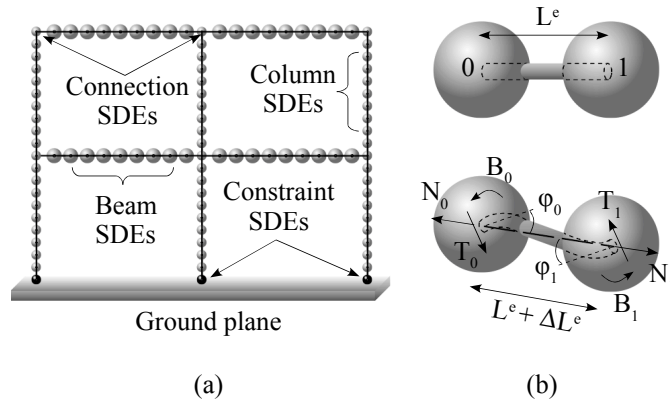 Connection
SDEs
Column
SDEs
Beam
SDEs
Constraint
SDEs
Ground plane
(a)
Lᵉ
0
1
B₀
N₀
φ₀
T₁
T₀
φ₁
N
B₁
Lᵉ + ΔLᵉ
(b)